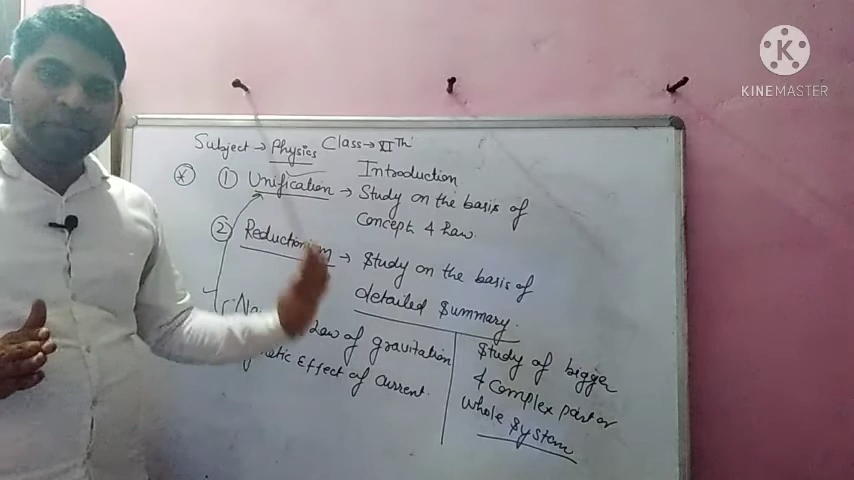 Subject → Physics Class → XI Th
Introduction
① Unification → Study on the basis of
Concept & Law.
② Reductionism → Study on the basis of
detailed Summary.
Law of gravitation
Effect of current.
Study of bigger
& complex part or
whole System
K
KINEMASTER